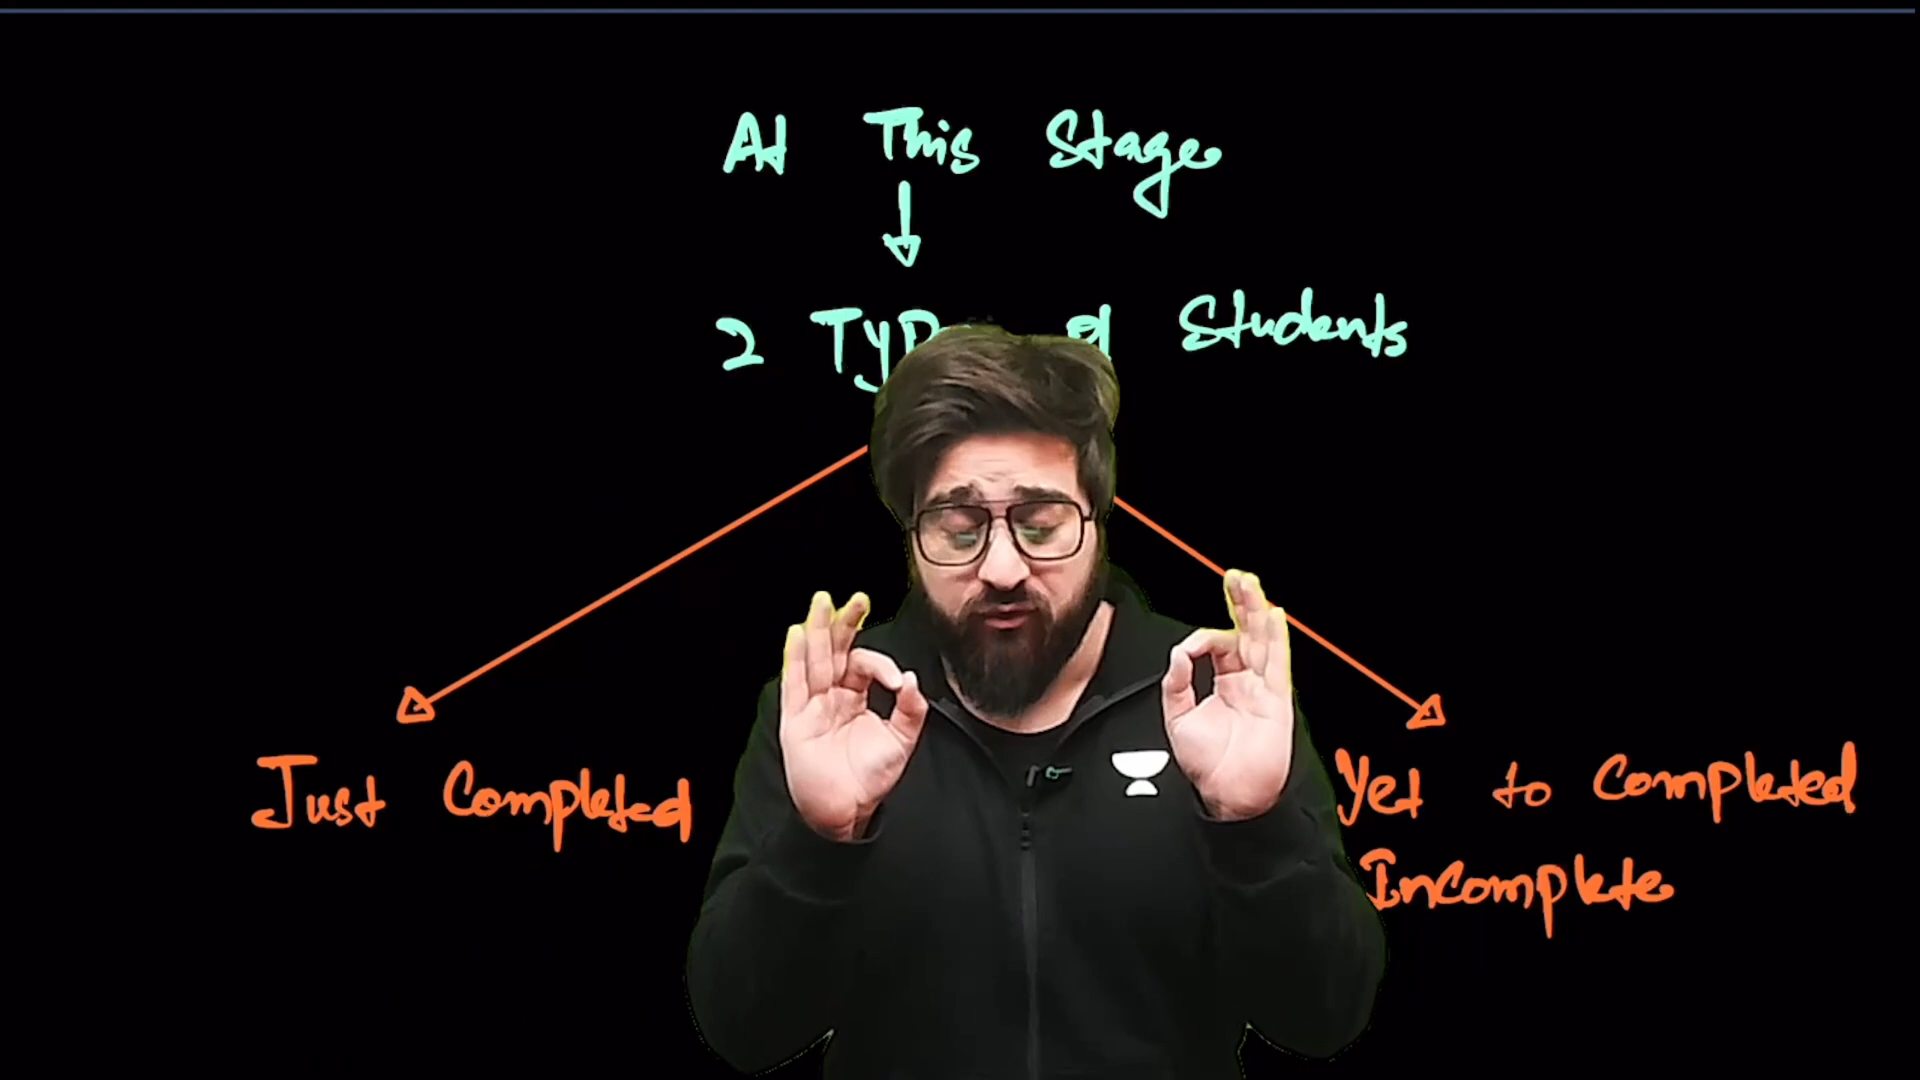 At This Stage
2 Students
Just Completed
Yet to Completed
Incomplete